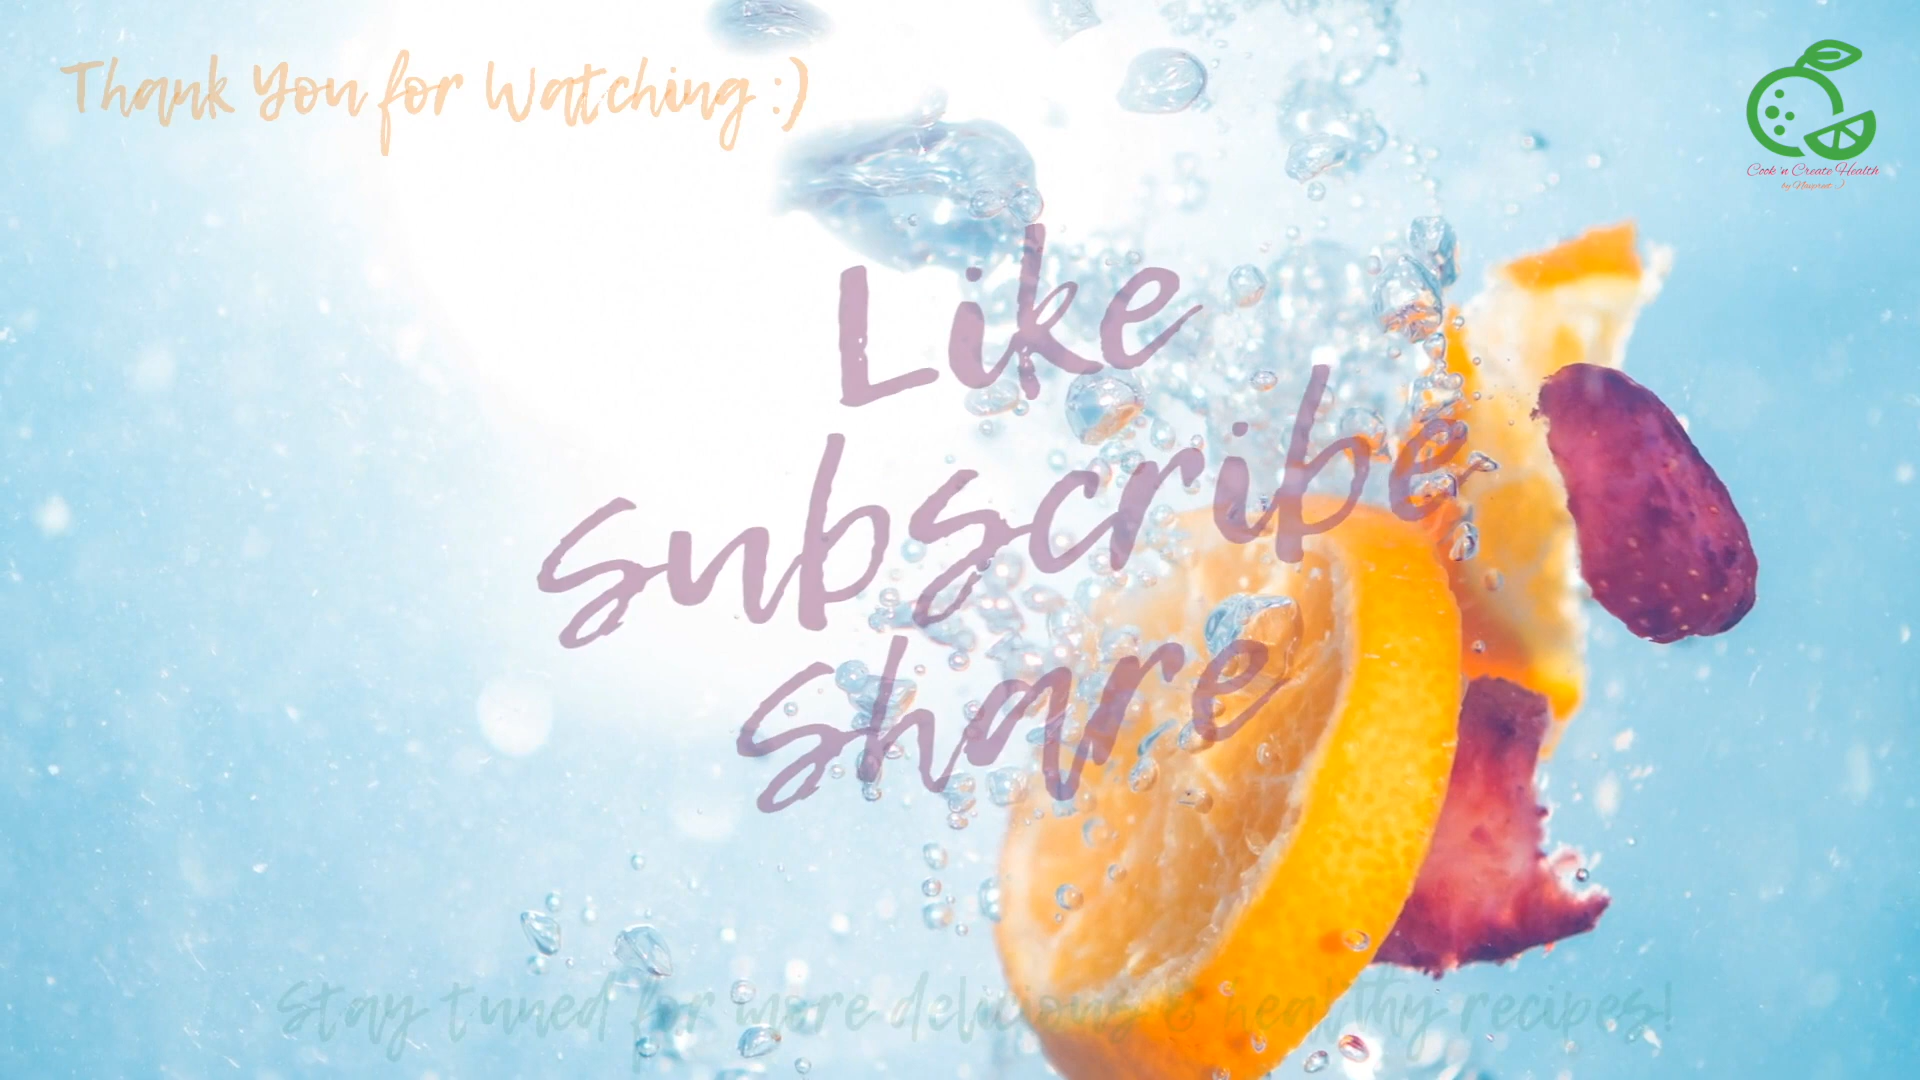 Thank You for Watching :)
Cook 'n Create Health
Like
Subscribe
Share
Stay tuned for more delicious & healthy recipes!